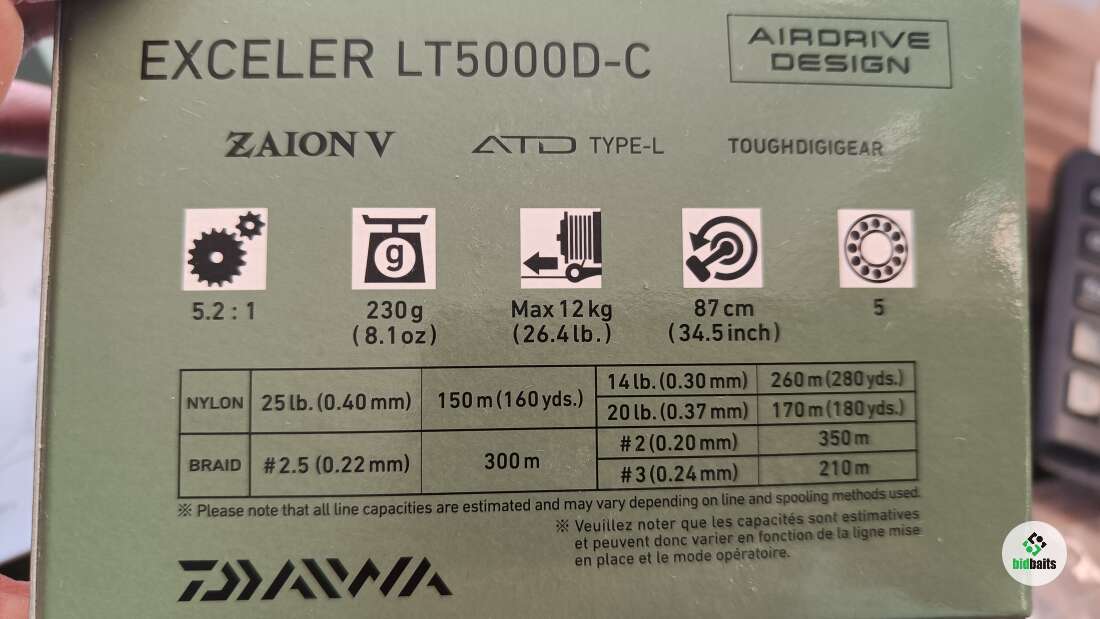 EXCELER LT5000D-C
AIRDRIVE
DESIGN
ZAION V
ATD TYPE-L
TOUGHDIGIGEAR
g
5.2 : 1
230g
(8.1oz)
Max 12 kg
(26.4lb.)
87 cm
(34.5inch)
5
NYLON 25lb.(0.40mm) 150m(160yds.) 14lb.(0.30mm) 260m(280yds.)
20lb.(0.37mm) 170m(180yds.)
BRAID #2.5(0.22mm) 300m #2(0.20mm) 350m
#3(0.24mm) 210m
※ Please note that all line capacities are estimated and may vary depending on line and spooling methods used.
※ Veuillez noter que les capacités sont estimatives
et peuvent donc varier en fonction de la ligne mise
en place et le mode opératoire.
DAIWA
bidbaits